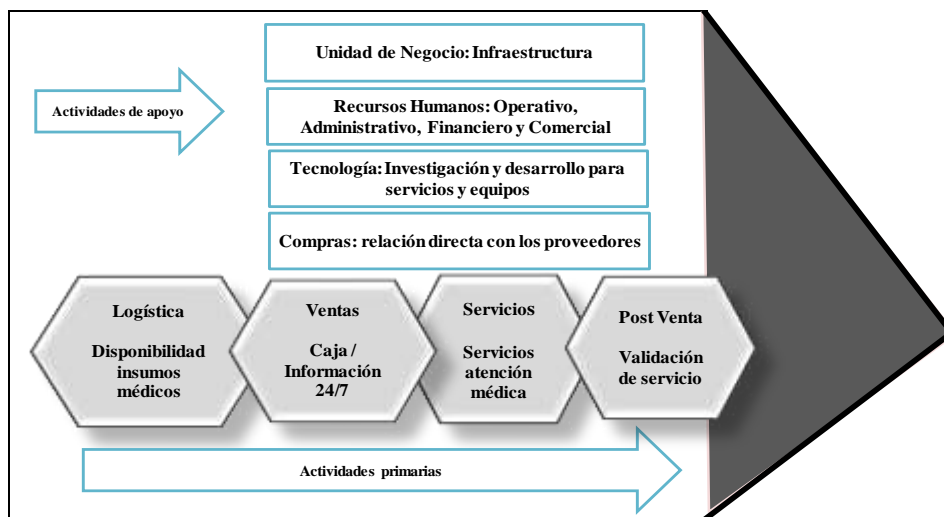 Unidad de Negocio: Infraestructura
Actividades de apoyo
Recursos Humanos: Operativo,
Administrativo, Financiero y Comercial
Tecnología: Investigación y desarrollo para
servicios y equipos
Compras: relación directa con los proveedores
Logística
Disponibilidad
insumos
médicos
Ventas
Caja /
Información
24/7
Servicios
Servicios
atención
médica
Post Venta
Validación
de servicio
Actividades primarias